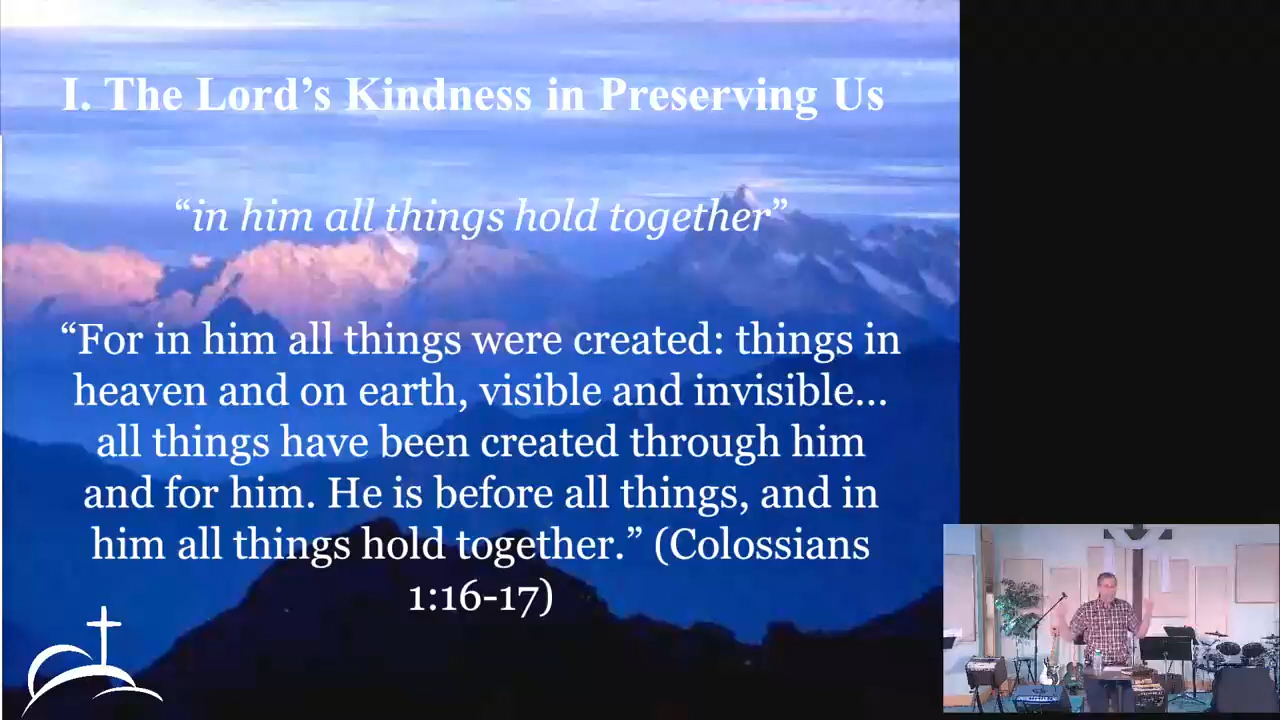 I. The Lord’s Kindness in Preserving Us
“in him all things hold together”
“For in him all things were created: things in
heaven and on earth, visible and invisible…
all things have been created through him
and for him. He is before all things, and in
him all things hold together.” (Colossians
1:16-17)